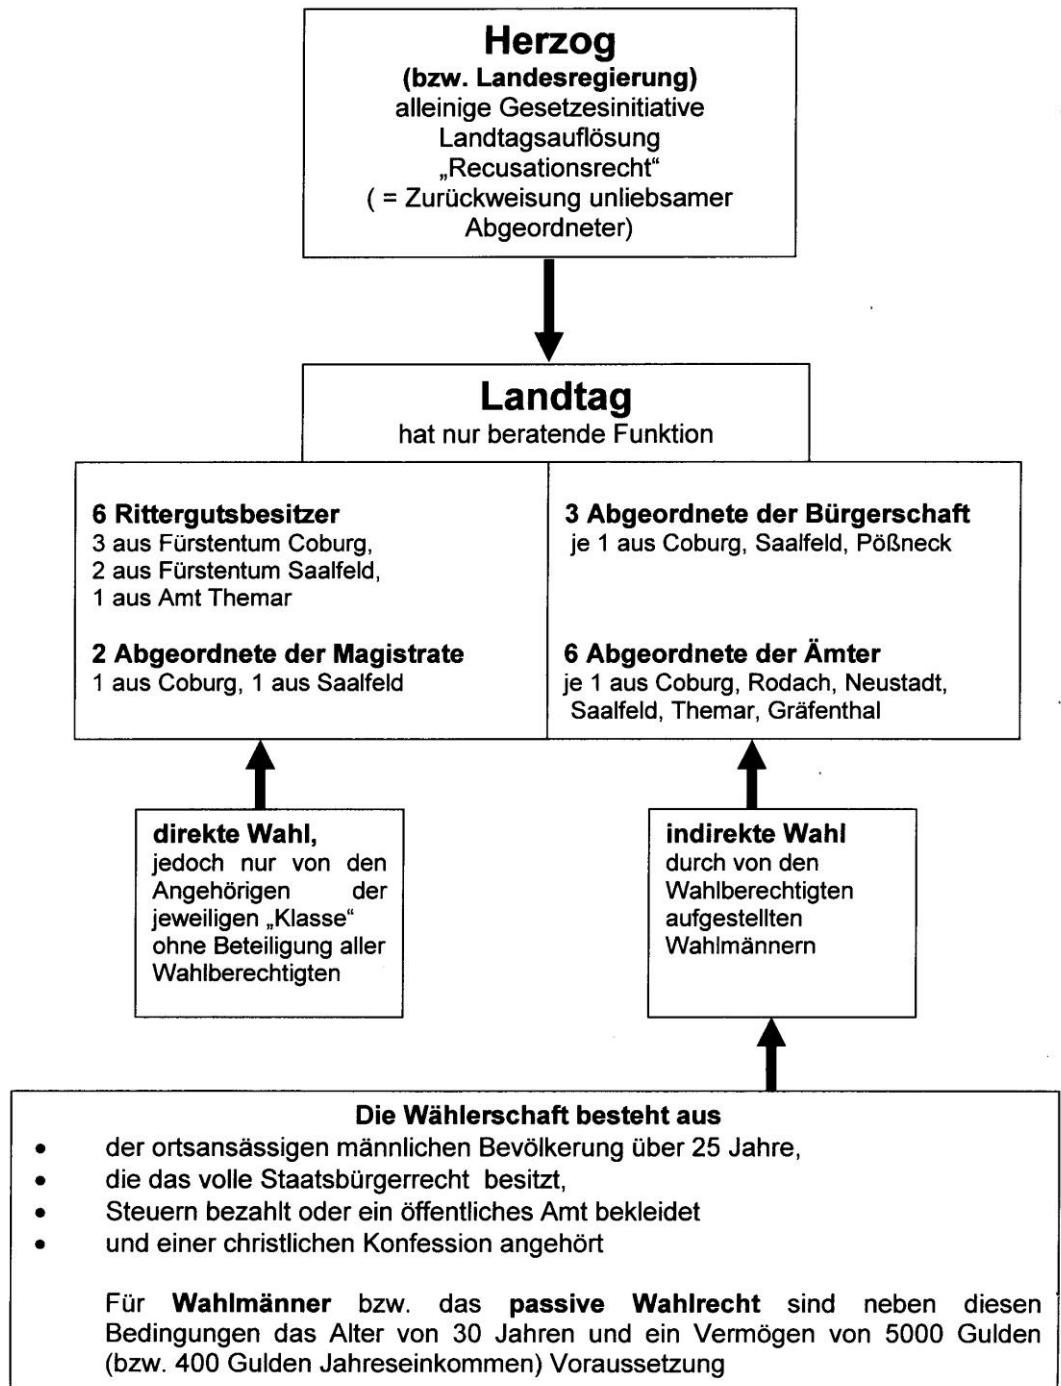 Herzog
(bzw. Landesregierung)
alleinige Gesetzesinitiative
Landtagsauflösung
„Recusationsrecht“
( = Zurückweisung unliebsamer
Abgeordneter)
Landtag
hat nur beratende Funktion
6 Rittergutsbesitzer
3 aus Fürstentum Coburg,
2 aus Fürstentum Saalfeld,
1 aus Amt Themar
2 Abgeordnete der Magistrate
1 aus Coburg, 1 aus Saalfeld
3 Abgeordnete der Bürgerschaft
je 1 aus Coburg, Saalfeld, Pößneck
6 Abgeordnete der Ämter
je 1 aus Coburg, Rodach, Neustadt,
Saalfeld, Themar, Gräfenthal
direkte Wahl,
jedoch nur von den
Angehörigen der
jeweiligen „Klasse“
ohne Beteiligung aller
Wahlberechtigten
indirekte Wahl
durch von den
Wahlberechtigten
aufgestellten
Wahlmännern
Die Wählerschaft besteht aus
• der ortsansässigen männlichen Bevölkerung über 25 Jahre,
• die das volle Staatsbürgerrecht besitzt,
• Steuern bezahlt oder ein öffentliches Amt bekleidet
• und einer christlichen Konfession angehört
Für Wahlmänner bzw. das passive Wahlrecht sind neben diesen
Bedingungen das Alter von 30 Jahren und ein Vermögen von 5000 Gulden
(bzw. 400 Gulden Jahreseinkommen) Voraussetzung